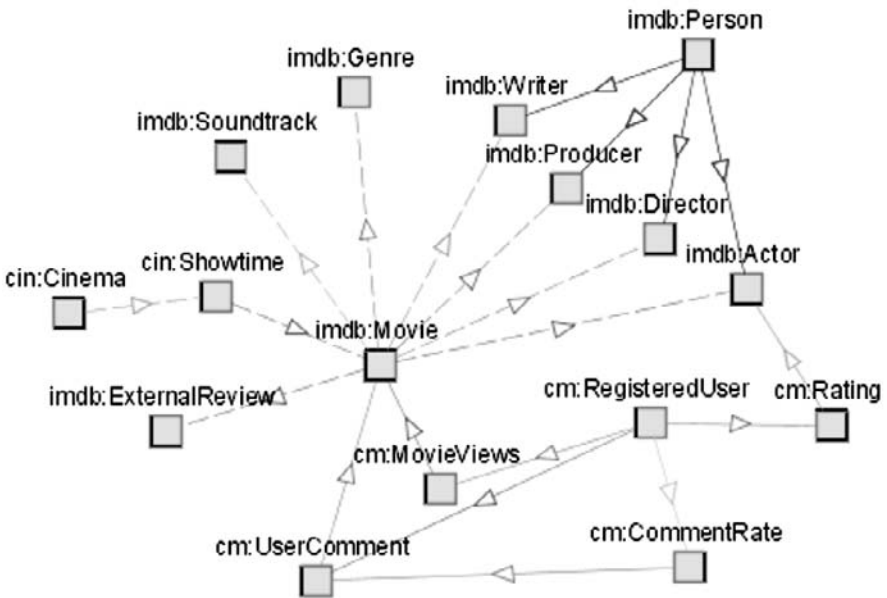 imdb:Person
imdb:Genre
imdb:Writer
imdb:Soundtrack
imdb:Producer
imdb:Director
imdb:Actor
cin:Showtime
cin:Cinema
imdb:Movie
imdb:ExternalReview
cm:RegisteredUser
cm:Rating
cm:MovieViews
cm:CommentRate
cm:UserComment